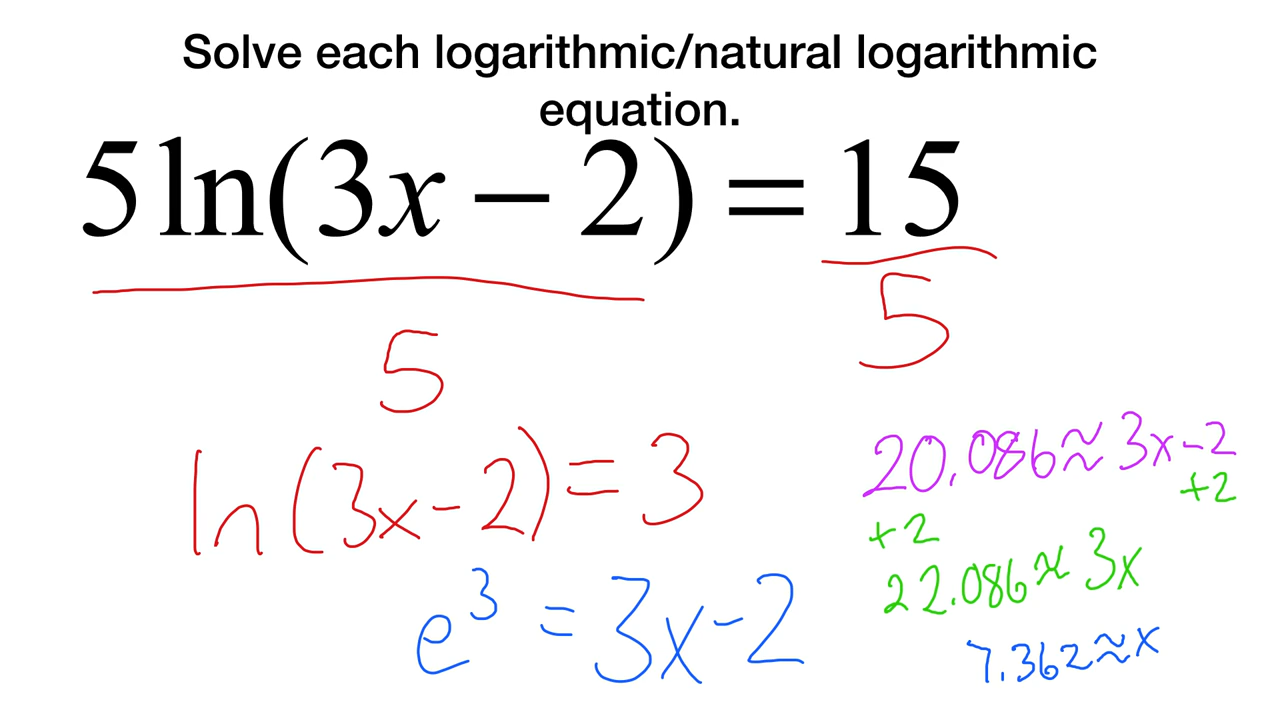 Solve each logarithmic/natural logarithmic
equation.
5 ln(3x − 2) = 15
5
5
ln(3x-2)=3
e³ = 3x-2
20.086≈3x-2
+2 +2
22.086≈3x
7.362≈x